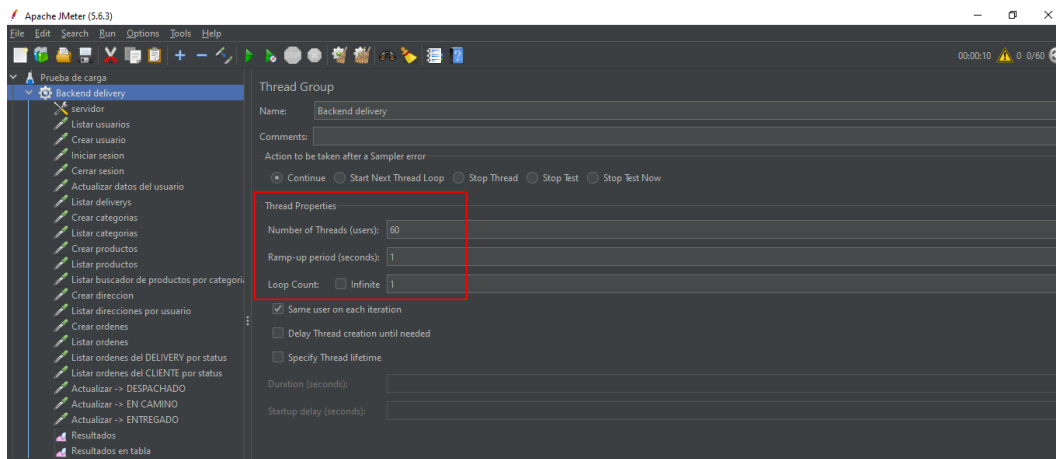 Apache JMeter (5.6.3)
File Edit Search Run Options Tools Help
00:00:10 0 0/60
Prueba de carga
Backend delivery
servidor
Listar usuarios
Crear usuario
Iniciar sesion
Cerrar sesion
Actualizar datos del usuario
Listar deliverys
Crear categorias
Listar categorias
Crear productos
Listar productos
Listar buscador de productos por categori
Crear direccion
Listar direcciones por usuario
Crear ordenes
Listar ordenes
Listar ordenes del DELIVERY por status
Listar ordenes del CLIENTE por status
Actualizar -> DESPACHADO
Actualizar -> EN CAMINO
Actualizar -> ENTREGADO
Resultados
Resultados en tabla
Thread Group
Name: Backend delivery
Comments:
Action to be taken after a Sampler error
Continue Start Next Thread Loop Stop Thread Stop Test Stop Test Now
Thread Properties
Number of Threads (users): 60
Ramp-up period (seconds): 1
Loop Count: Infinite 1
Same user on each iteration
Delay Thread creation until needed
Specify Thread lifetime
Duration (seconds):
Startup delay (seconds):